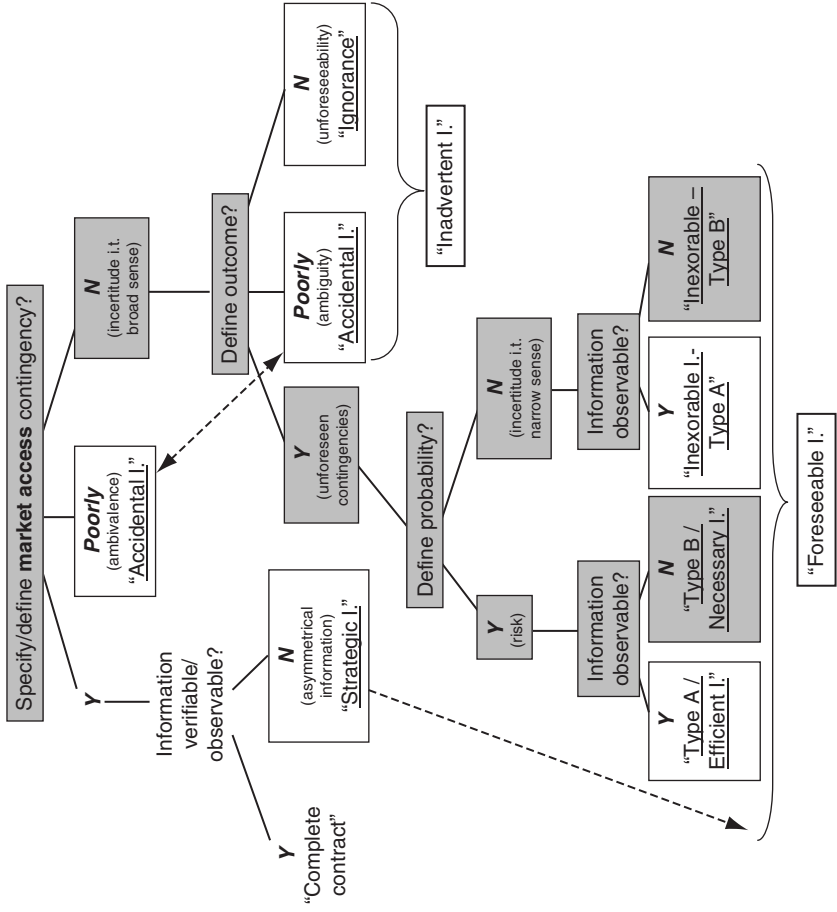 Specify/define market access contingency?
Y
Poorly
(ambivalence)
“Accidental I.”
N
(incertitude i.t.
broad sense)
Information
verifiable/
observable?
Define outcome?
Y
“Complete
contract”
N
(asymmetrical
information)
“Strategic I.”
Y
(unforeseen
contingencies)
Poorly
(ambiguity)
“Accidental I.”
N
(unforeseeability)
“Ignorance”
Define probability?
“Inadvertent I.”
Y
(risk)
N
(incertitude i.t.
narrow sense)
Information
observable?
Information
observable?
Y
“Type A /
Efficient I.”
N
“Type B /
Necessary I.”
Y
“Inexorable I.-
Type A”
N
“Inexorable –
Type B”
“Foreseeable I.”